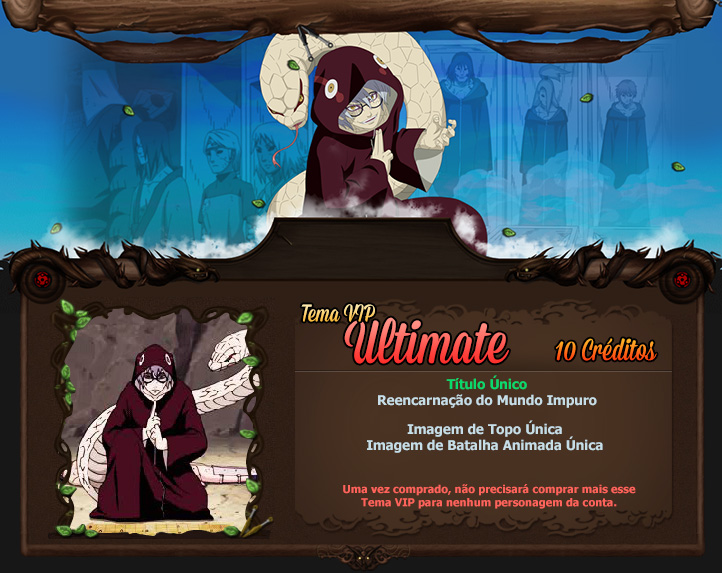 Tema VIP
Ultimate
10 Créditos
Título Único
Reencarnação do Mundo Impuro
Imagem de Topo Única
Imagem de Batalha Animada Única
Uma vez comprado, não precisará comprar mais esse
Tema VIP para nenhum personagem da conta.